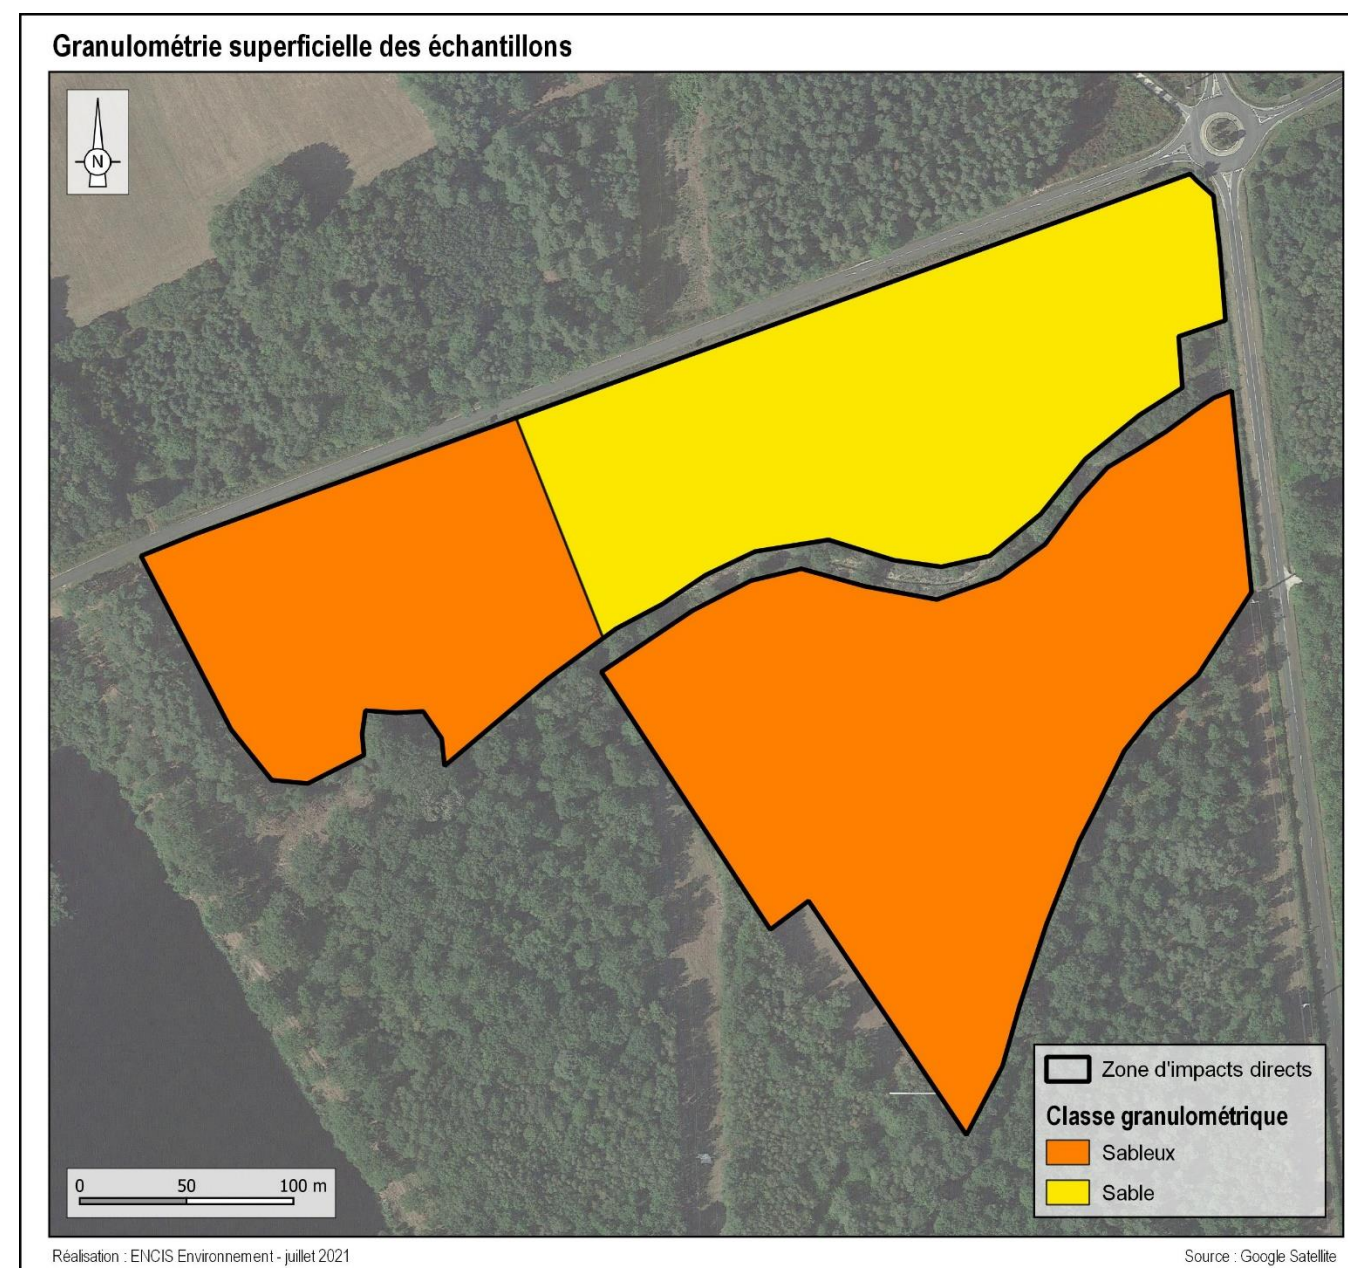 Granulométrie superficielle des échantillons
N
Zone d'impacts directs
Classe granulométrique
Sableux
Sable
0 50 100 m
Réalisation : ENCIS Environnement - juillet 2021
Source : Google Satellite